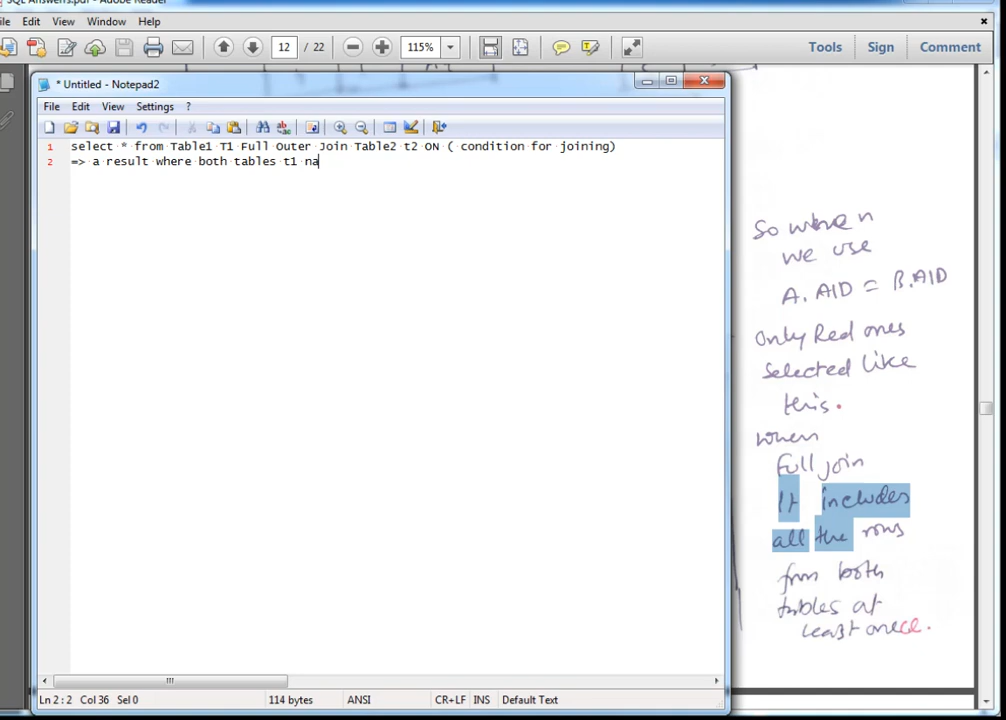 SQL Answers.pdf - Adobe Reader
Edit View Window Help
12 / 22 115% Tools Sign Comment
* Untitled - Notepad2
File Edit View Settings ?
1 select * from Table1 T1 Full Outer Join Table2 t2 ON ( condition for joining)
2 => a result where both tables t1 na
So when
we use
A. AID = B.AID
Only Red ones
Selected like
this.
when
Full join
It includes
all the rows
from both
tables at
least onece.
Ln 2 : 2 Col 36 Sel 0 114 bytes ANSI CR+LF INS Default Text